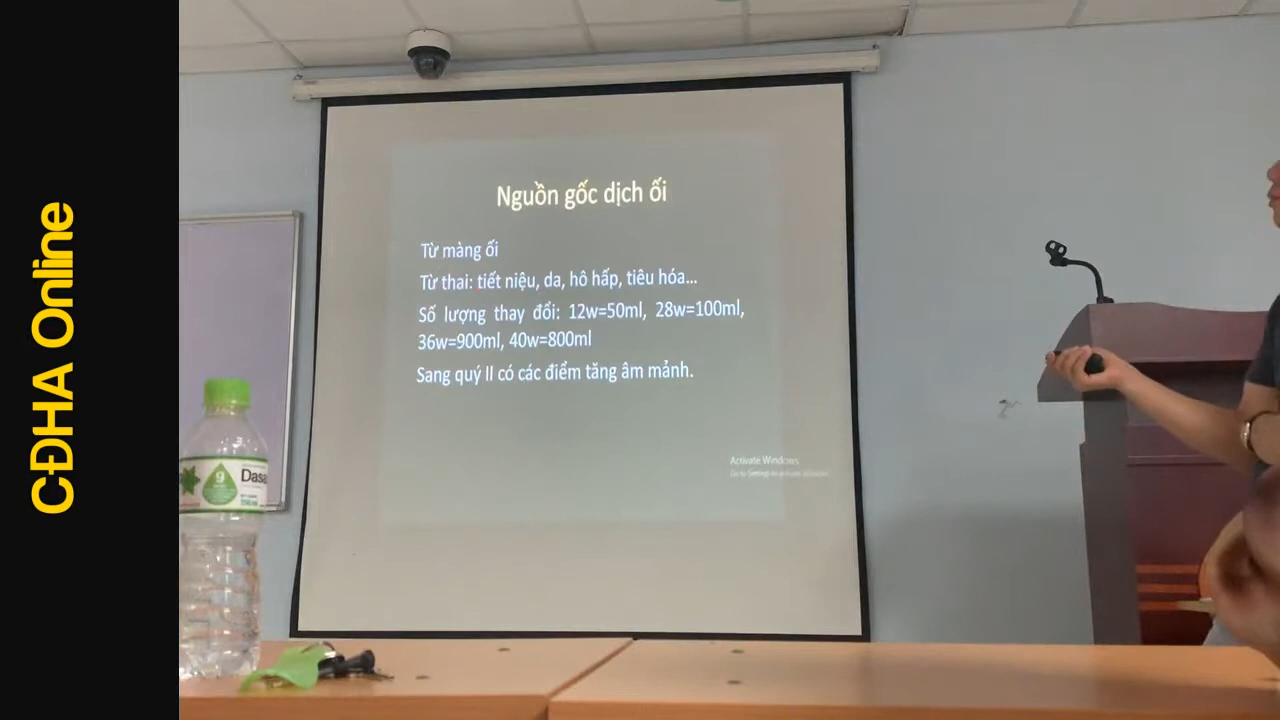 CĐHA Online
Nguồn gốc dịch ối
Từ màng ối
Từ thai: tiết niệu, da, hô hấp, tiêu hóa...
Số lượng thay đổi: 12w=50ml, 28w=100ml,
36w=900ml, 40w=800ml
Sang quý II có các điểm tăng âm mảnh.
Activate Windows
Go to Settings to activate Windows.
9
Dasa